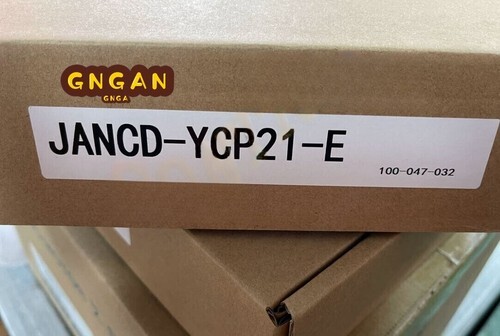 GNGAN
GNGA
JANCD-YCP21-E
100-047-032